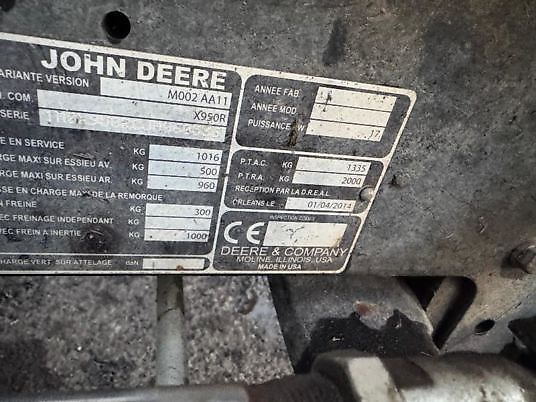 JOHN DEERE
ARIANTE VERSION M002 AA11
. COM. X950R
SERIE
E EN SERVICE KG 1016
RGE MAXI SUR ESSIEU AV. KG 500
RGE MAXI SUR ESSIEU AR. KG 960
SSE EN CHARGE MAXI DE LA REMORQUE
N FREINE KG 300
EC FREINAGE INDEPENDANT KG
EC FREIN A INERTIE KG 1000
CHARGE VERT. SUR ATTELAGE daN
ANNEE FAB.
ANNEE MOD
PUISSANCE 17
P.T.A.C. KG 1335
P.T.R.A. KG 2000
RECEPTION PAR LA D.R.E.A.L.
ORLEANS LE 01/04/2014
CE
DEERE & COMPANY
MOLINE, ILLINOIS, USA
MADE IN USA